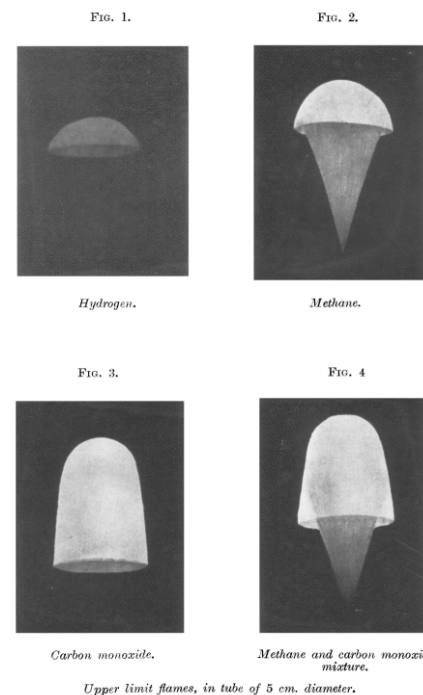 FIG. 1.
FIG. 2.
Hydrogen.
Methane.
FIG. 3.
FIG. 4
Carbon monoxide.
Methane and carbon monoxi
mixture.
Upper limit flames, in tube of 5 cm. diameter.